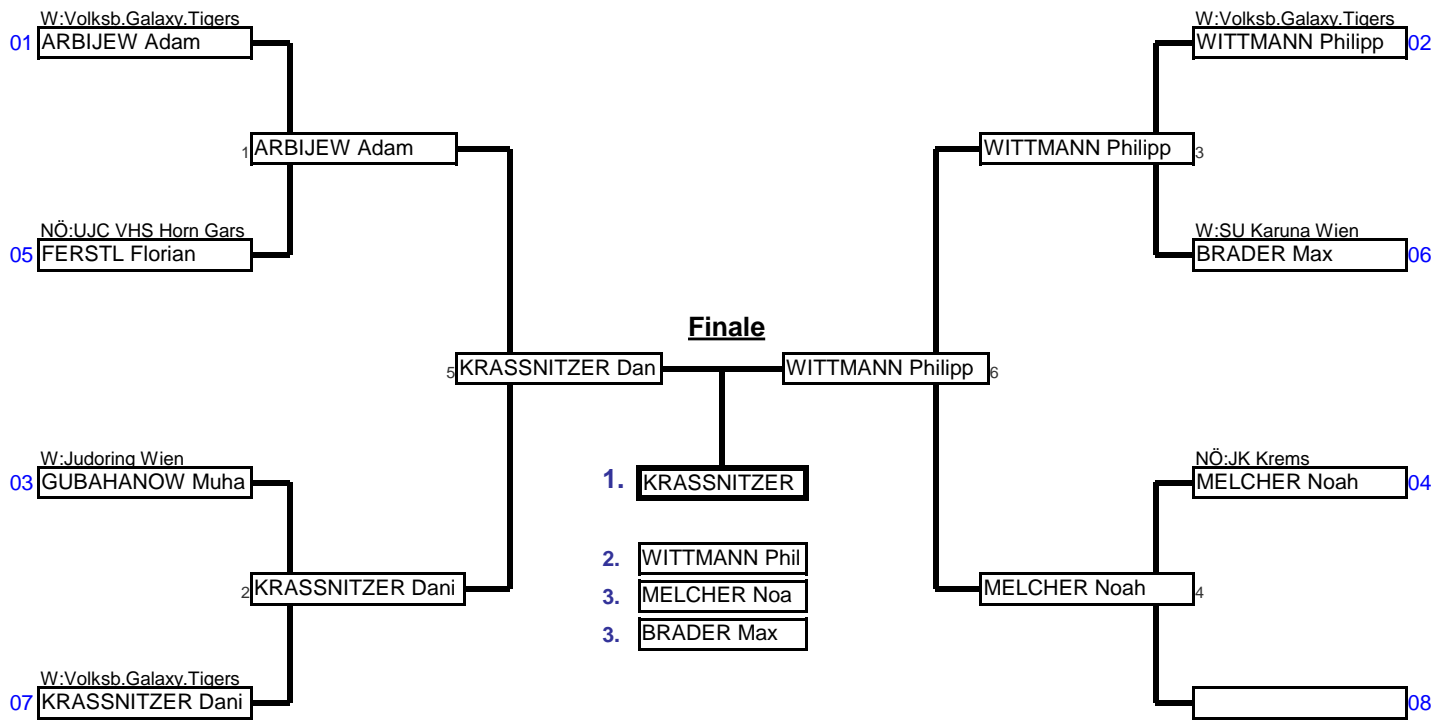 W:Volksb.Galaxy.Tigers
01 ARBIJEW Adam
1 ARBIJEW Adam
NÖ:UJC VHS Horn Gars
05 FERSTL Florian
5 KRASSNITZER Dan
W:Judoring Wien
03 GUBAHANOW Muha
2 KRASSNITZER Dani
W:Volksb.Galaxy.Tigers
07 KRASSNITZER Dani
Finale
1. KRASSNITZER
2. WITTMANN Phil
3. MELCHER Noa
3. BRADER Max
W:Volksb.Galaxy.Tigers
WITTMANN Philipp 02
WITTMANN Philipp 3
W:SU Karuna Wien
BRADER Max 06
WITTMANN Philipp 6
NÖ:JK Krems
MELCHER Noah 04
MELCHER Noah 4
08